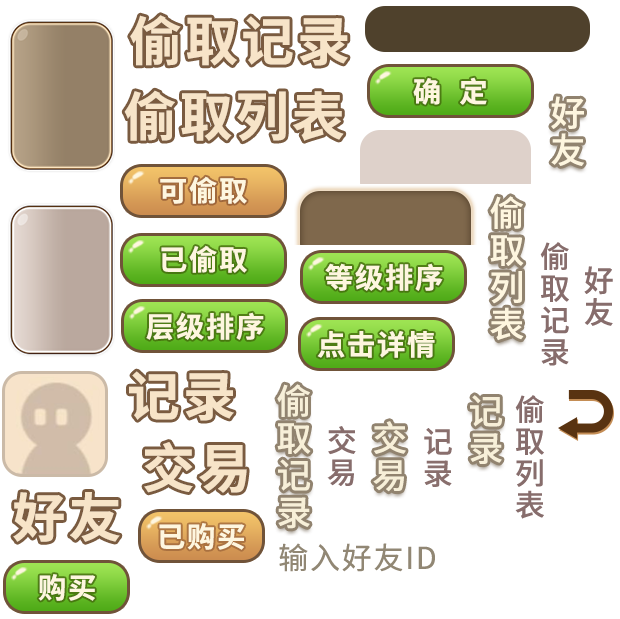 偷取记录
偷取列表
确 定
好友
可偷取
已偷取
层级排序
等级排序
点击详情
偷取列表
偷取记录
好友
记录
交易
好友
已购买
购买
偷取记录
交易
交易
记录
记录
偷取列表
输入好友ID